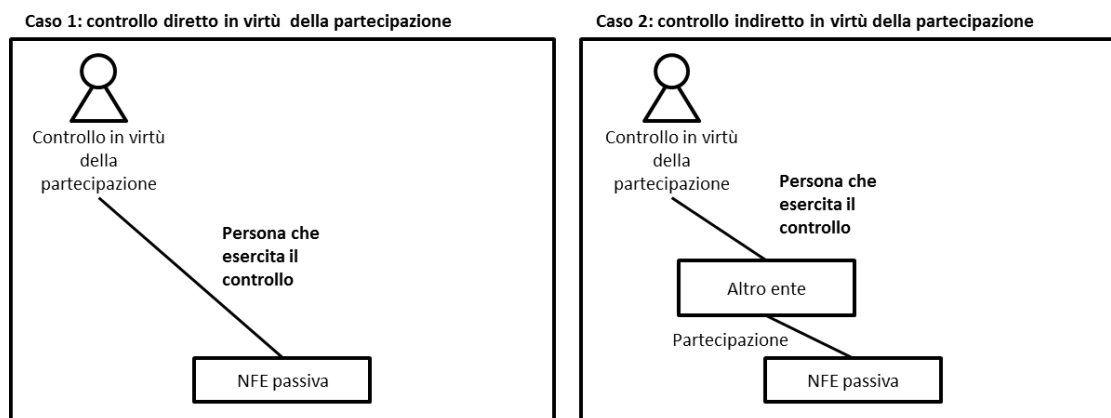 Caso 1: controllo diretto in virtù della partecipazione
Controllo in virtù
della
partecipazione
Persona che
esercita il
controllo
NFE passiva
Caso 2: controllo indiretto in virtù della partecipazione
Controllo in virtù
della
partecipazione
Persona che
esercita il
controllo
Altro ente
Partecipazione
NFE passiva